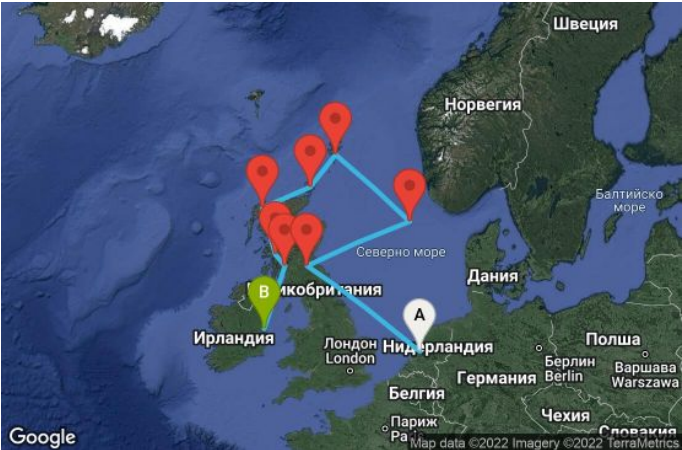 Швеция
Норвегия
Балтийско
море
Северно море
Дания
B
икобритания
A
Ирландия
Лондон
London
Нидерландия
Полша
Берлин
Berlin
Варшава
Warszawa
Германия
Белгия
Чехия
Париж
Словакия
Google
Map data ©2022 Imagery ©2022 TerraMetrics